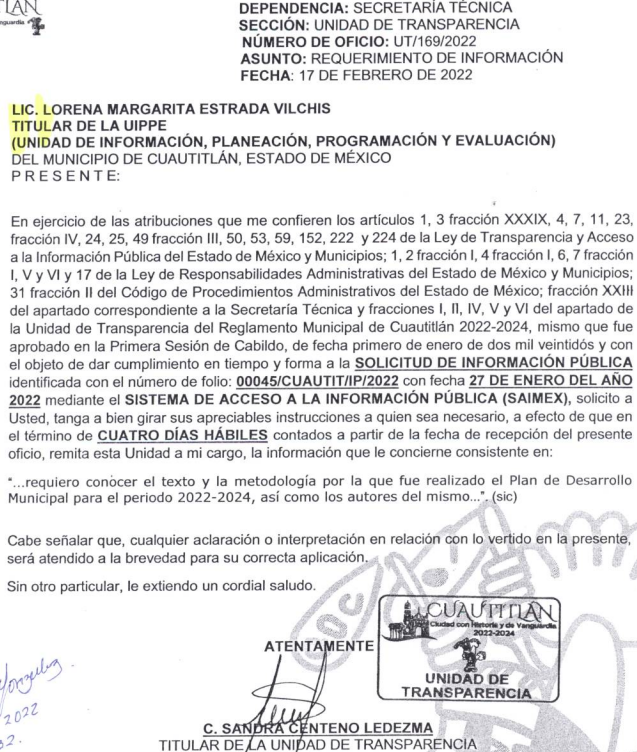 DEPENDENCIA: SECRETARÍA TÉCNICA
SECCIÓN: UNIDAD DE TRANSPARENCIA
NÚMERO DE OFICIO: UT/169/2022
ASUNTO: REQUERIMIENTO DE INFORMACIÓN
FECHA: 17 DE FEBRERO DE 2022
LIC. LORENA MARGARITA ESTRADA VILCHIS
TITULAR DE LA UIPPE
(UNIDAD DE INFORMACIÓN, PLANEACIÓN, PROGRAMACIÓN Y EVALUACIÓN)
DEL MUNICIPIO DE CUAUTITLÁN, ESTADO DE MÉXICO
P R E S E N T E:
En ejercicio de las atribuciones que me confieren los artículos 1, 3 fracción XXXIX, 4, 7, 11, 23,
fracción IV, 24, 25, 49 fracción III, 50, 53, 59, 152, 222 y 224 de la Ley de Transparencia y Acceso
a la Información Pública del Estado de México y Municipios; 1, 2 fracción I, 4 fracción I, 6, 7 fracción
I, V y VI y 17 de la Ley de Responsabilidades Administrativas del Estado de México y Municipios;
31 fracción II del Código de Procedimientos Administrativos del Estado de México; fracción XXIII
del apartado correspondiente a la Secretaría Técnica y fracciones I, II, IV, V y VI del apartado de
la Unidad de Transparencia del Reglamento Municipal de Cuautitlán 2022-2024, mismo que fue
aprobado en la Primera Sesión de Cabildo, de fecha primero de enero de dos mil veintidós y con
el objeto de dar cumplimiento en tiempo y forma a la SOLICITUD DE INFORMACIÓN PÚBLICA
identificada con el número de folio: 00045/CUAUTIT/IP/2022 con fecha 27 DE ENERO DEL AÑO
2022 mediante el SISTEMA DE ACCESO A LA INFORMACIÓN PÚBLICA (SAIMEX), solicito a
Usted, tanga a bien girar sus apreciables instrucciones a quien sea necesario, a efecto de que en
el término de CUATRO DÍAS HÁBILES contados a partir de la fecha de recepción del presente
oficio, remita esta Unidad a mi cargo, la información que le concierne consistente en:
"...requiero conocer el texto y la metodología por la que fue realizado el Plan de Desarrollo
Municipal para el periodo 2022-2024, así como los autores del mismo...". (sic)
Cabe señalar que, cualquier aclaración o interpretación en relación con lo vertido en la presente,
será atendido a la brevedad para su correcta aplicación.
Sin otro particular, le extiendo un cordial saludo.
CUAUTITLÁN
Ciudad con Historia y de Vanguardia
2022-2024
UNIDAD DE
TRANSPARENCIA
ATENTAMENTE
2022
C. SANDRA CENTENO LEDEZMA
TITULAR DE LA UNIDAD DE TRANSPARENCIA